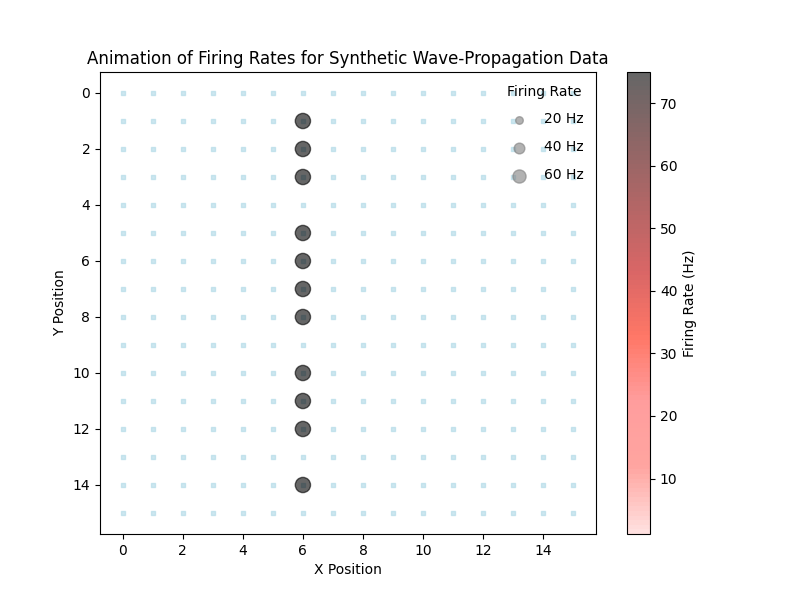 Animation of Firing Rates for Synthetic Wave-Propagation Data
Firing Rate
20 Hz
40 Hz
60 Hz
0
2
4
6
8
10
12
14
Y Position
0
2
4
6
8
10
12
14
X Position
70
60
50
40
30
20
10
Firing Rate (Hz)